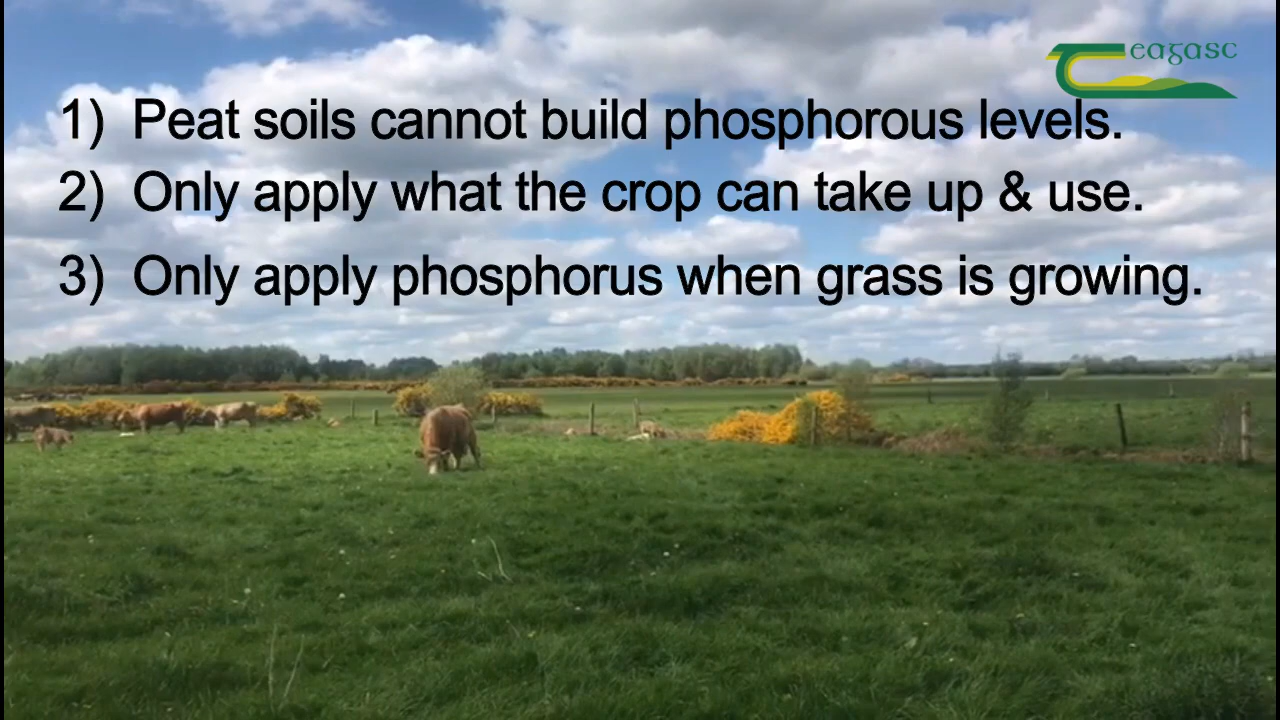 Teagasc
1) Peat soils cannot build phosphorous levels.
2) Only apply what the crop can take up & use.
3) Only apply phosphorus when grass is growing.